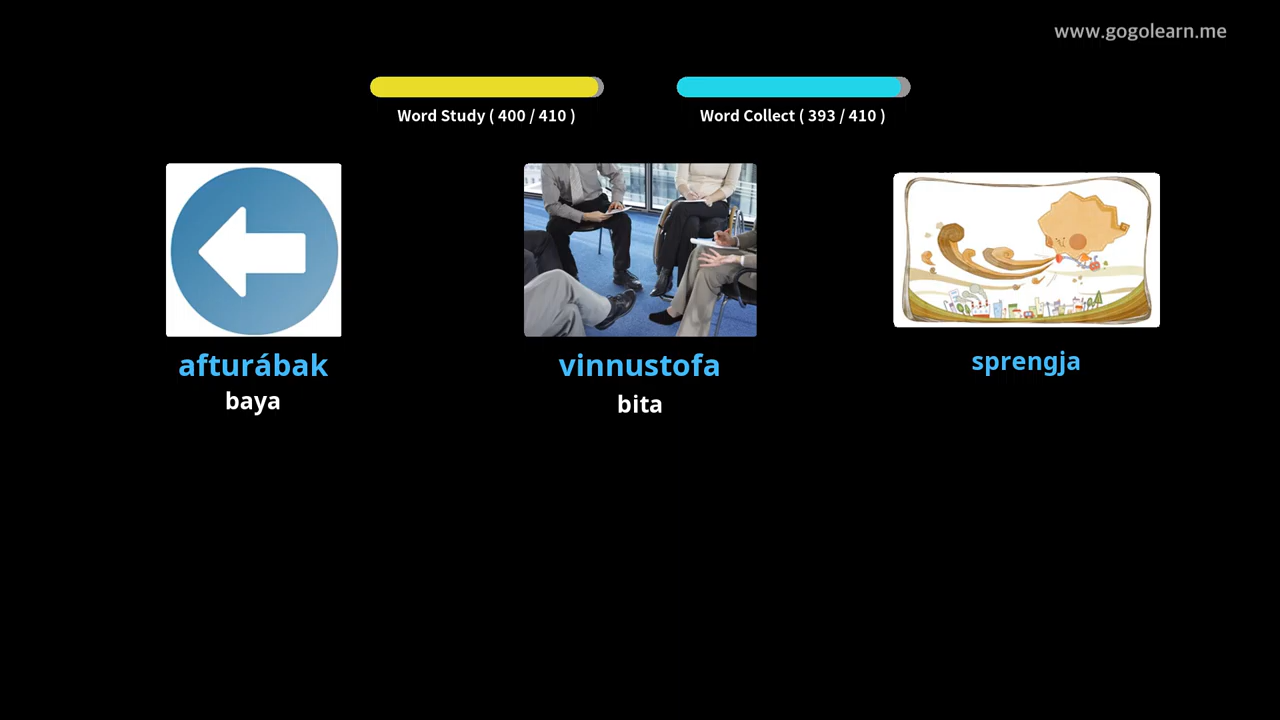 www.gogolearn.me
Word Study ( 400 / 410 )
Word Collect ( 393 / 410 )
afturábak
baya
vinnustofa
bita
sprengja